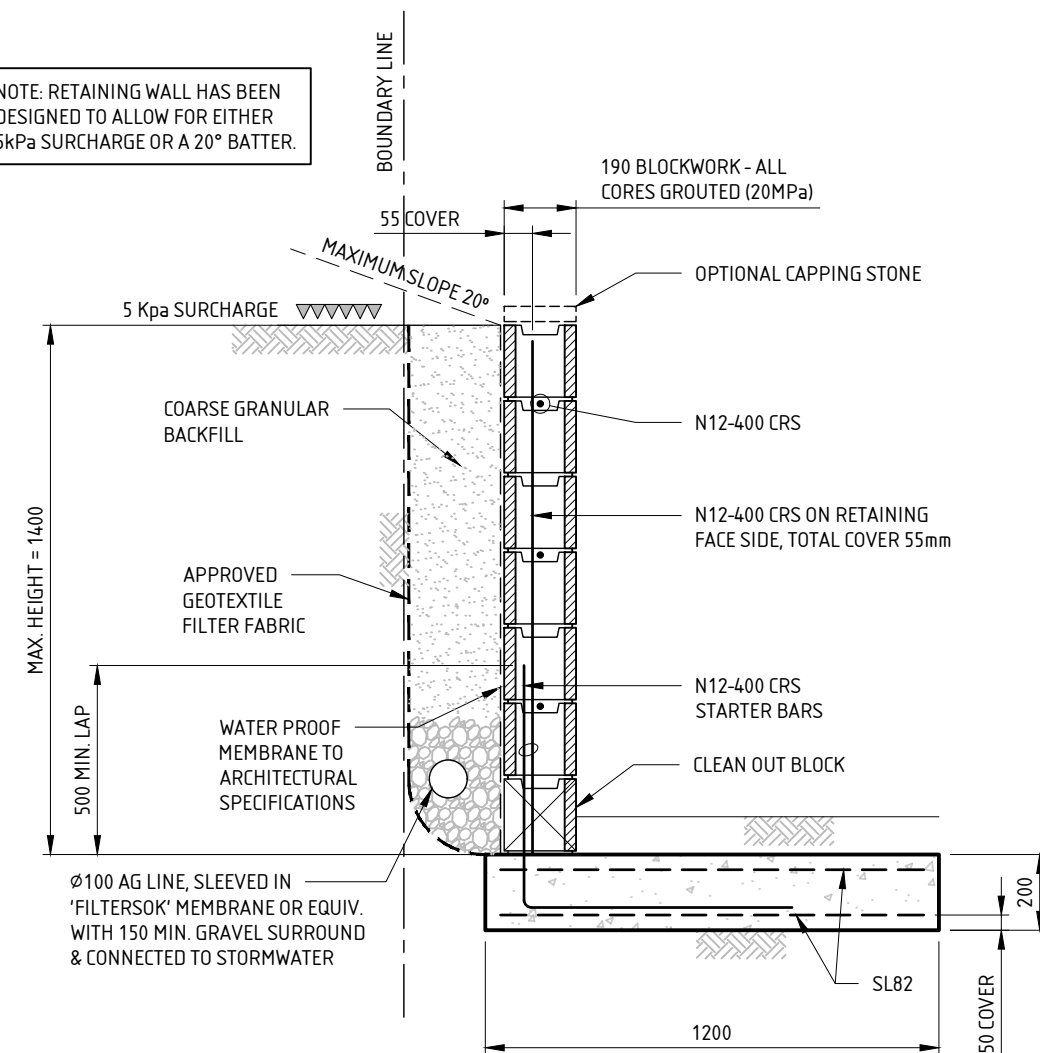 NOTE: RETAINING WALL HAS BEEN
DESIGNED TO ALLOW FOR EITHER
5kPa SURCHARGE OR A 20° BATTER.
BOUNDARY LINE
190 BLOCKWORK - ALL
CORES GROUTED (20MPa)
55 COVER
MAXIMUM SLOPE 20°
OPTIONAL CAPPING STONE
5 Kpa SURCHARGE
COARSE GRANULAR
BACKFILL
N12-400 CRS
N12-400 CRS ON RETAINING
FACE SIDE, TOTAL COVER 55mm
MAX. HEIGHT = 1400
APPROVED
GEOTEXTILE
FILTER FABRIC
500 MIN. LAP
N12-400 CRS
STARTER BARS
WATER PROOF
MEMBRANE TO
ARCHITECTURAL
SPECIFICATIONS
CLEAN OUT BLOCK
Ø100 AG LINE, SLEEVED IN
'FILTERSOK' MEMBRANE OR EQUIV.
WITH 150 MIN. GRAVEL SURROUND
& CONNECTED TO STORMWATER
200
SL82
50 COVER
1200